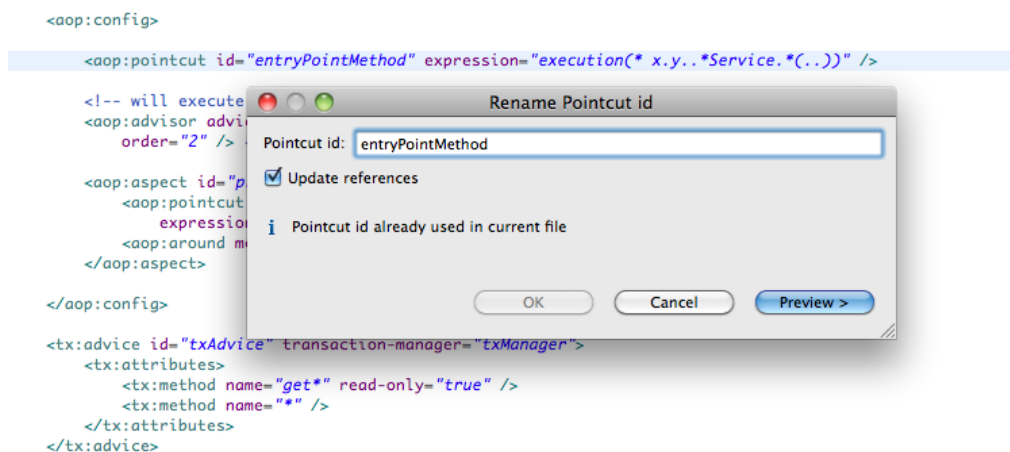 <aop:config>
<aop:pointcut id="entryPointMethod" expression="execution(* x.y..*Service.*(..))" />
<!-- will execute
<aop:advisor advi
order="2" />
<aop:aspect id="p
<aop:pointcut
expression
<aop:around m
</aop:aspect>
</aop:config>
<tx:advice id="txAdvice" transaction-manager="txManager">
<tx:attributes>
<tx:method name="get*" read-only="true" />
<tx:method name="*" />
</tx:attributes>
</tx:advice>
Rename Pointcut id
Pointcut id: entryPointMethod
Update references
Pointcut id already used in current file
OK Cancel Preview >